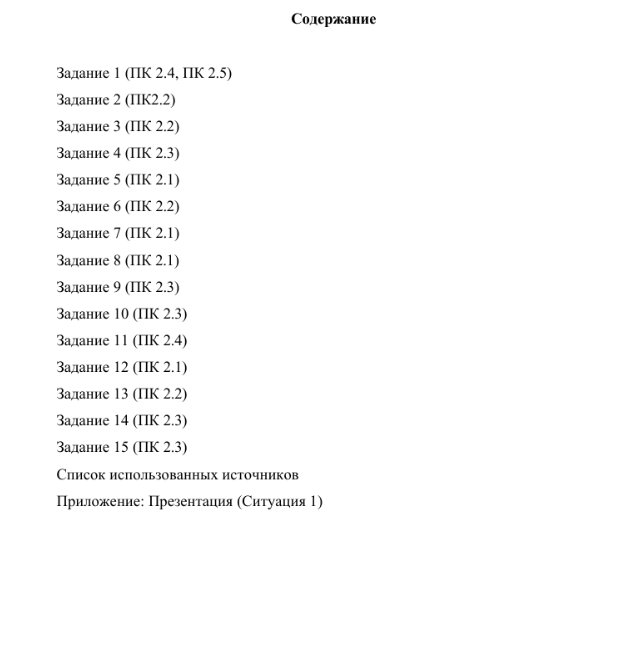 Содержание
Задание 1 (ПК 2.4, ПК 2.5)
Задание 2 (ПК2.2)
Задание 3 (ПК 2.2)
Задание 4 (ПК 2.3)
Задание 5 (ПК 2.1)
Задание 6 (ПК 2.2)
Задание 7 (ПК 2.1)
Задание 8 (ПК 2.1)
Задание 9 (ПК 2.3)
Задание 10 (ПК 2.3)
Задание 11 (ПК 2.4)
Задание 12 (ПК 2.1)
Задание 13 (ПК 2.2)
Задание 14 (ПК 2.3)
Задание 15 (ПК 2.3)
Список использованных источников
Приложение: Презентация (Ситуация 1)